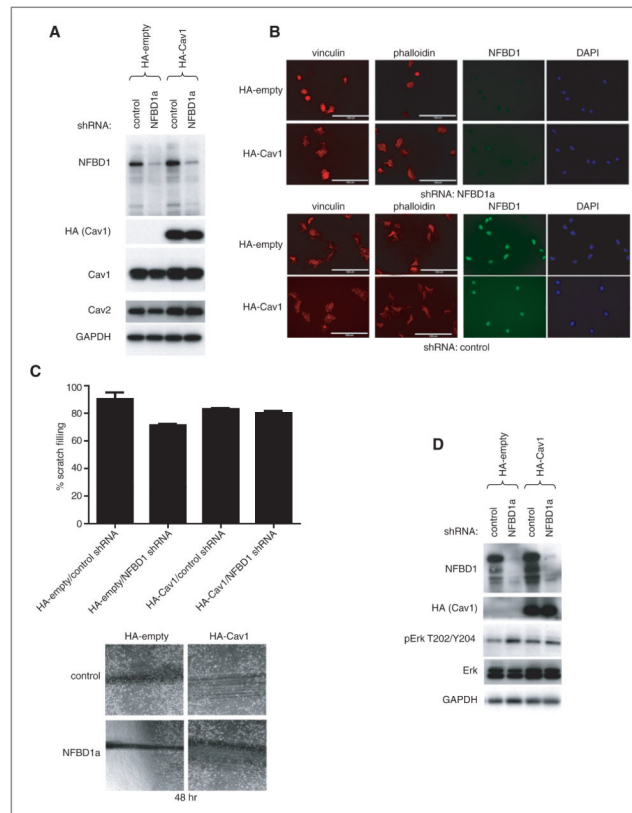 A
HA-empty
HA-Cav1
shRNA:
control
NFBD1a
control
NFBD1a
NFBD1
HA (Cav1)
Cav1
Cav2
GAPDH
B
vinculin phalloidin NFBD1 DAPI
HA-empty
HA-Cav1
shRNA: NFBD1a
vinculin phalloidin NFBD1 DAPI
HA-empty
HA-Cav1
shRNA: control
C
% scratch filling
100
80
60
40
20
0
HA-empty/control shRNA
HA-empty/NFBD1 shRNA
HA-Cav1/control shRNA
HA-Cav1/NFBD1 shRNA
HA-empty HA-Cav1
control
NFBD1a
48 hr
D
HA-empty
HA-Cav1
shRNA:
control
NFBD1a
control
NFBD1a
NFBD1
HA (Cav1)
pErk T202/Y204
Erk
GAPDH